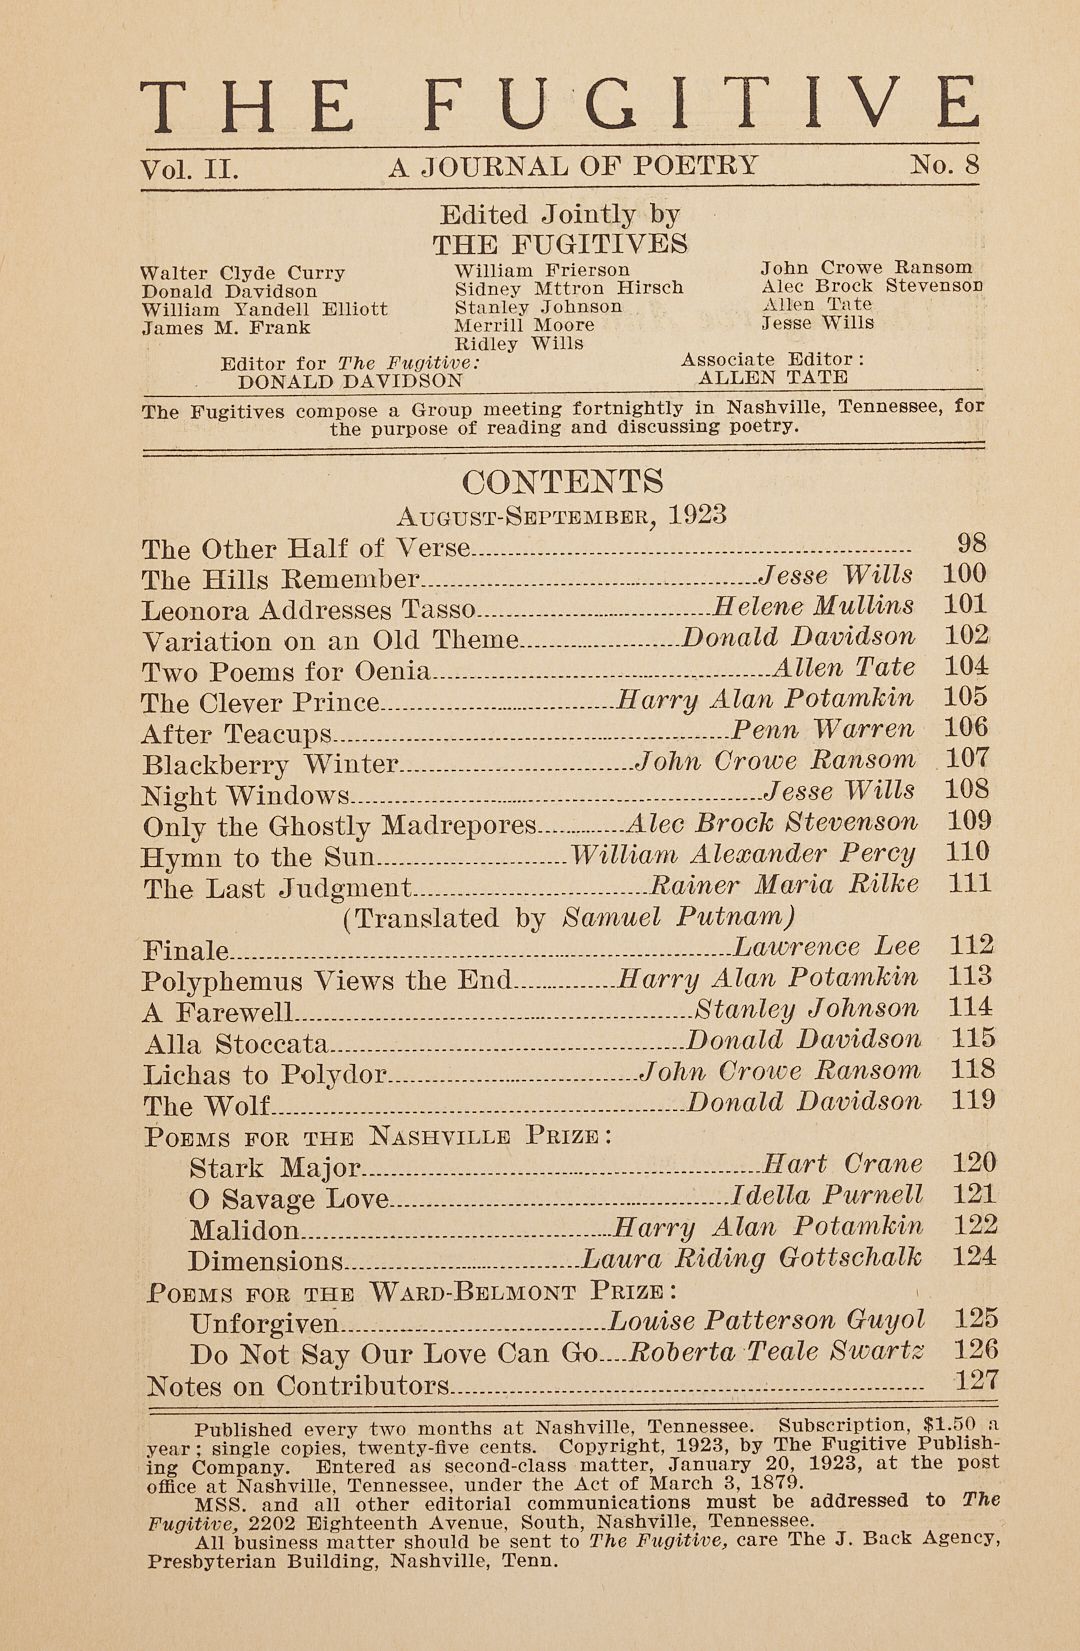 THE FUGITIVE
Vol. II. A JOURNAL OF POETRY No. 8
Edited Jointly by
THE FUGITIVES
Walter Clyde Curry William Frierson John Crowe Ransom
Donald Davidson Sidney Mttron Hirsch Alec Brock Stevenson
William Yandell Elliott Stanley Johnson Allen Tate
James M. Frank Merrill Moore Jesse Wills
Ridley Wills
Editor for The Fugitive: Associate Editor:
DONALD DAVIDSON ALLEN TATE
The Fugitives compose a Group meeting fortnightly in Nashville, Tennessee, for
the purpose of reading and discussing poetry.
CONTENTS
AUGUST-SEPTEMBER, 1923
The Other Half of Verse 98
The Hills Remember Jesse Wills 100
Leonora Addresses Tasso Helene Mullins 101
Variation on an Old Theme Donald Davidson 102
Two Poems for Oenia Allen Tate 104
The Clever Prince Harry Alan Potamkin 105
After Teacups Penn Warren 106
Blackberry Winter John Crowe Ransom 107
Night Windows Jesse Wills 108
Only the Ghostly Madrepores Alec Brock Stevenson 109
Hymn to the Sun William Alexander Percy 110
The Last Judgment Rainer Maria Rilke 111
(Translated by Samuel Putnam)
Finale Lawrence Lee 112
Polyphemus Views the End Harry Alan Potamkin 113
A Farewell Stanley Johnson 114
Alla Stoccata Donald Davidson 115
Lichas to Polydor John Crowe Ransom 118
The Wolf Donald Davidson 119
POEMS FOR THE NASHVILLE PRIZE:
Stark Major Hart Crane 120
O Savage Love Idella Purnell 121
Malidon Harry Alan Potamkin 122
Dimensions Laura Riding Gottschalk 124
POEMS FOR THE WARD-BELMONT PRIZE:
Unforgiven Louise Patterson Guyol 125
Do Not Say Our Love Can Go Roberta Teale Swartz 126
Notes on Contributors 127
Published every two months at Nashville, Tennessee. Subscription, $1.50 a
year; single copies, twenty-five cents. Copyright, 1923, by The Fugitive Publish-
ing Company. Entered as second-class matter, January 20, 1923, at the post
office at Nashville, Tennessee, under the Act of March 3, 1879.
MSS. and all other editorial communications must be addressed to The
Fugitive, 2202 Eighteenth Avenue, South, Nashville, Tennessee.
All business matter should be sent to The Fugitive, care The J. Back Agency,
Presbyterian Building, Nashville, Tenn.